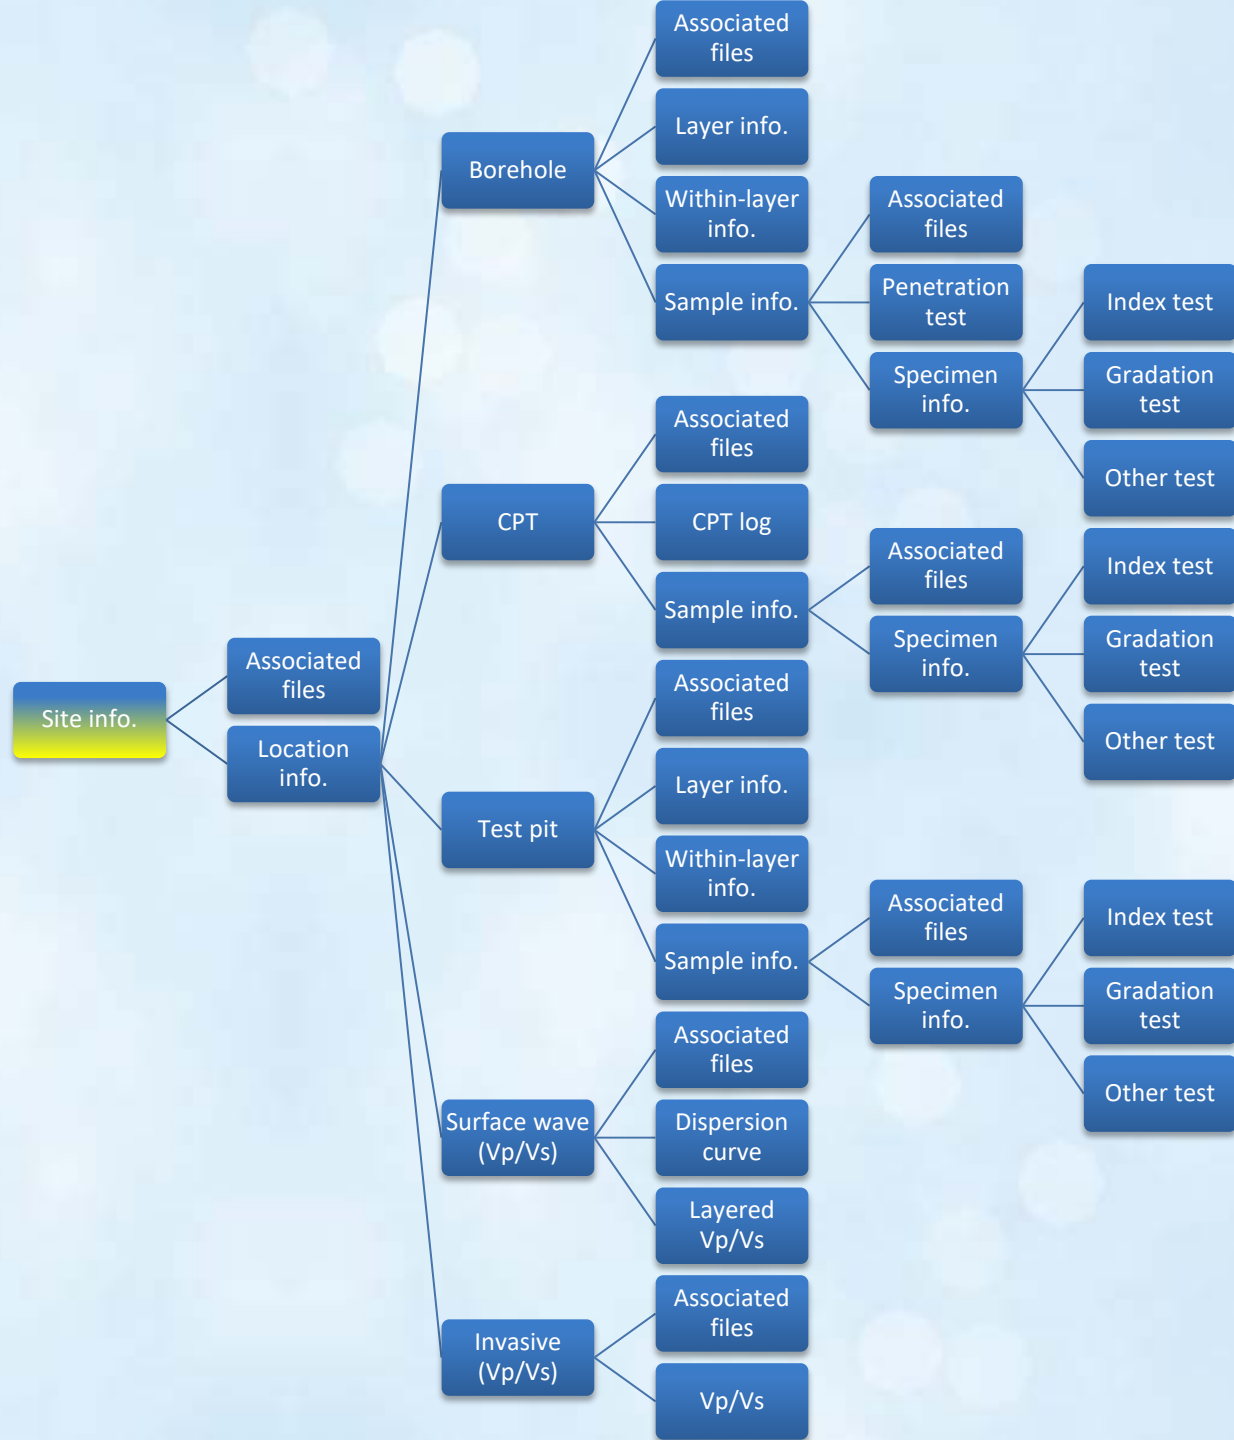 Site info.
Associated
files
Location
info.
Borehole
Associated
files
Layer info.
Within-layer
info.
Sample info.
Associated
files
Penetration
test
Specimen
info.
Index test
Gradation
test
Other test
CPT
Associated
files
CPT log
Sample info.
Associated
files
Specimen
info.
Index test
Gradation
test
Other test
Test pit
Associated
files
Layer info.
Within-layer
info.
Sample info.
Associated
files
Specimen
info.
Index test
Gradation
test
Other test
Surface wave
(Vp/Vs)
Associated
files
Dispersion
curve
Layered
Vp/Vs
Invasive
(Vp/Vs)
Associated
files
Vp/Vs